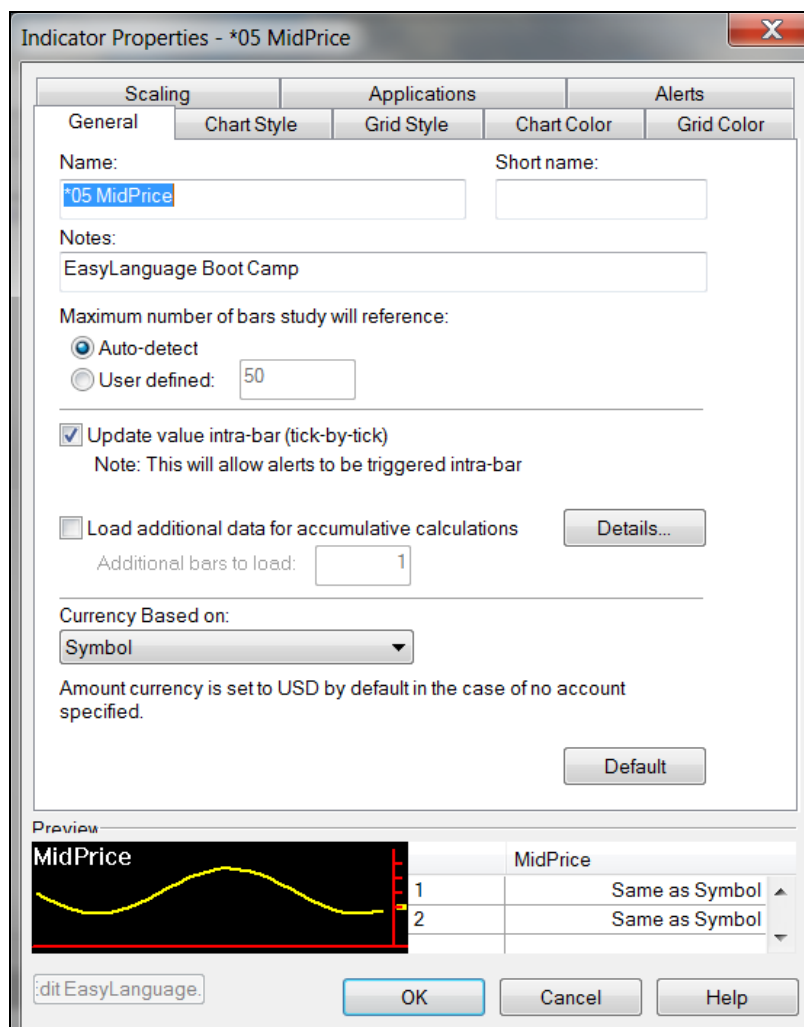 Indicator Properties - *05 MidPrice
X
Scaling Applications Alerts
General Chart Style Grid Style Chart Color Grid Color
Name: Short name:
*05 MidPrice
Notes:
EasyLanguage Boot Camp
Maximum number of bars study will reference:
Auto-detect
User defined: 50
Update value intra-bar (tick-by-tick)
Note: This will allow alerts to be triggered intra-bar
Load additional data for accumulative calculations Details...
Additional bars to load: 1
Currency Based on:
Symbol
Amount currency is set to USD by default in the case of no account
specified.
Default
Preview
MidPrice MidPrice
1 Same as Symbol
2 Same as Symbol
dit EasyLanguage. OK Cancel Help